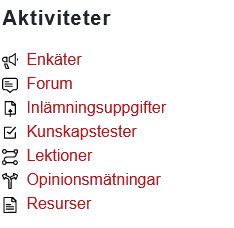 Aktiviteter
Enkäter
Forum
Inlämningsuppgifter
Kunskapstester
Lektioner
Opinionsmätningar
Resurser